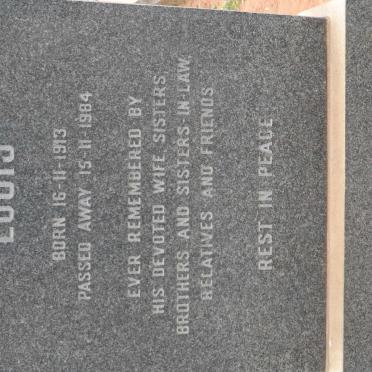 LOUIS
BORN 16-11-1913
PASSED AWAY 15-11-1984
EVER REMEMBERED BY
HIS DEVOTED WIFE, SISTERS,
BROTHERS AND SISTERS-IN-LAW,
RELATIVES AND FRIENDS
REST IN PEACE